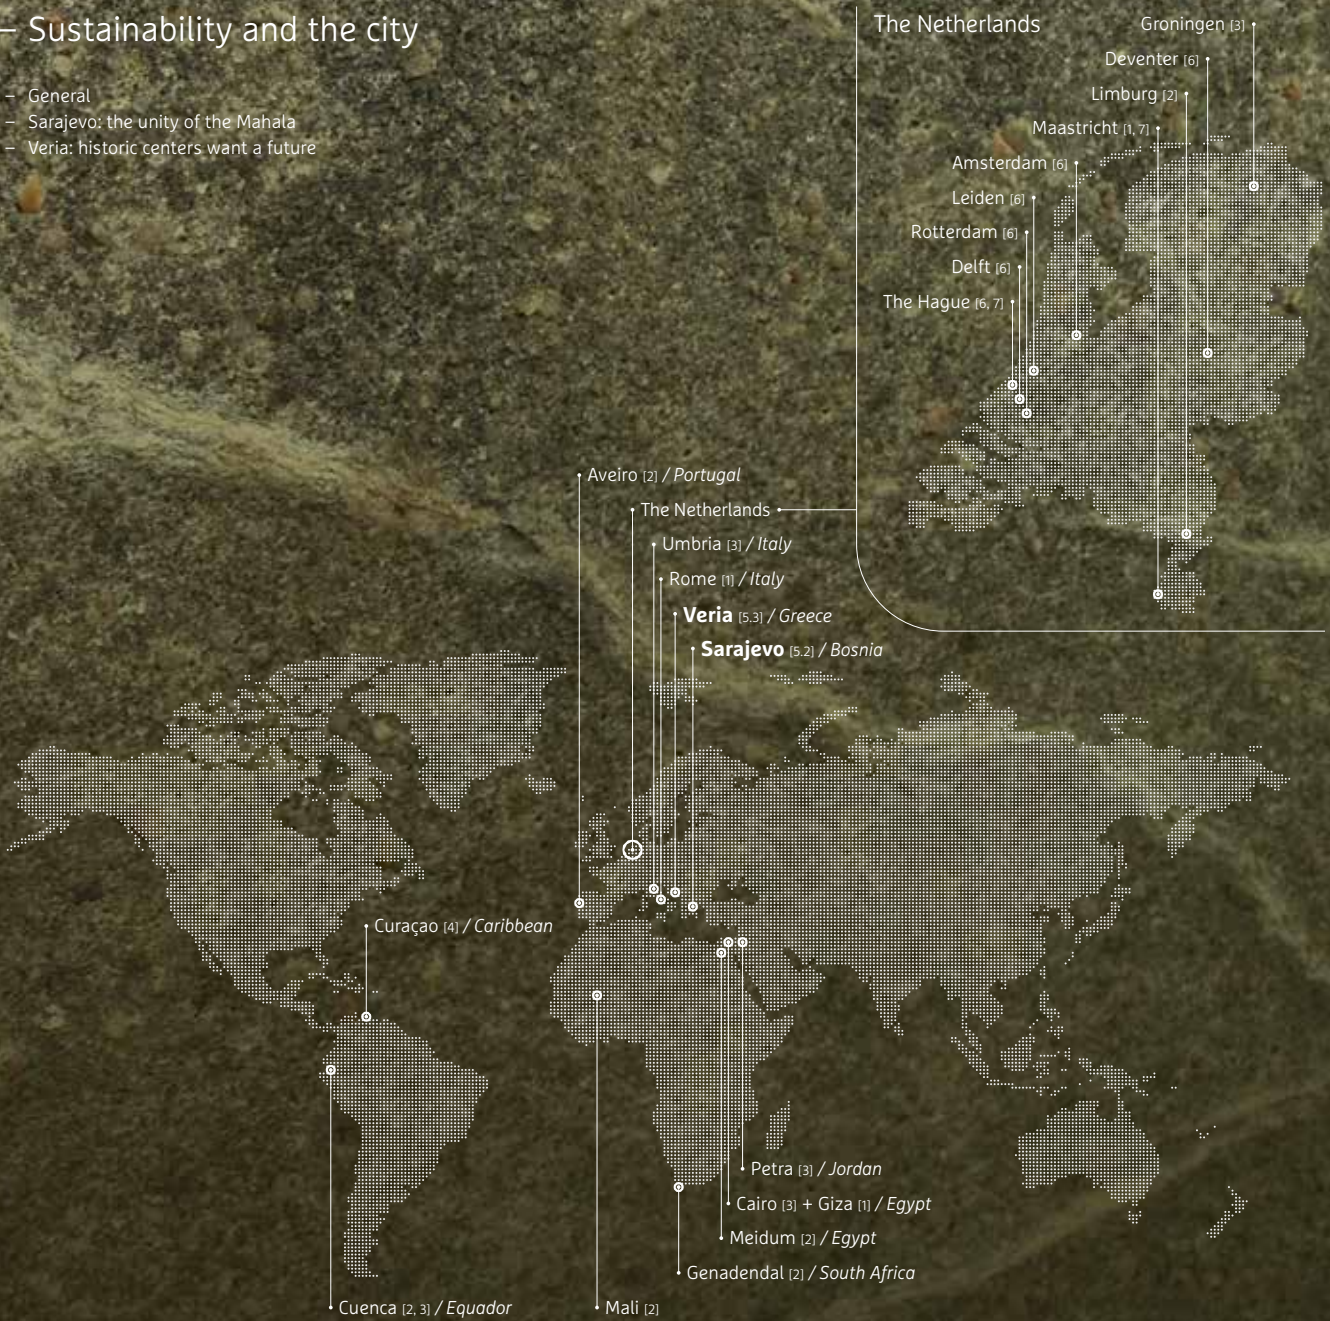 – Sustainability and the city
– General
– Sarajevo: the unity of the Mahala
– Veria: historic centers want a future
The Netherlands
Groningen [3]
Deventer [6]
Limburg [2]
Maastricht [1, 7]
Amsterdam [6]
Leiden [6]
Rotterdam [6]
Delft [6]
The Hague [6, 7]
Aveiro [2] / Portugal
The Netherlands
Umbria [3] / Italy
Rome [1] / Italy
Veria [5.3] / Greece
Sarajevo [5.2] / Bosnia
Curaçao [4] / Caribbean
Petra [3] / Jordan
Cairo [3] + Giza [1] / Egypt
Meidum [2] / Egypt
Genadendal [2] / South Africa
Cuenca [2, 3] / Equador
Mali [2]